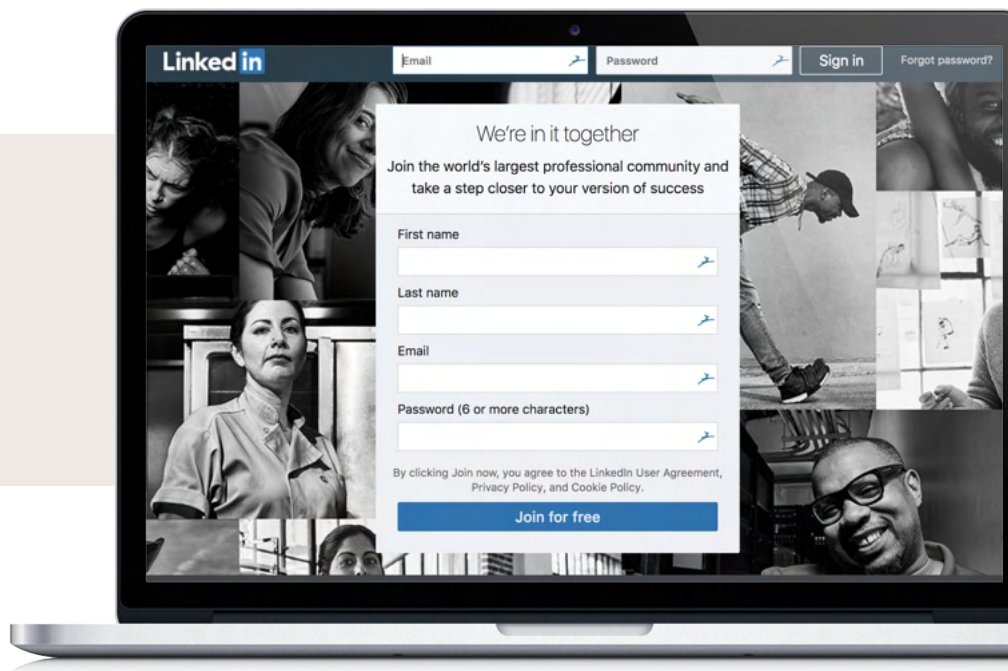 Linked in
Email
Password
Sign in
Forgot password?
We're in it together
Join the world's largest professional community and
take a step closer to your version of success
First name
Last name
Email
Password (6 or more characters)
By clicking Join now, you agree to the LinkedIn User Agreement,
Privacy Policy, and Cookie Policy.
Join for free